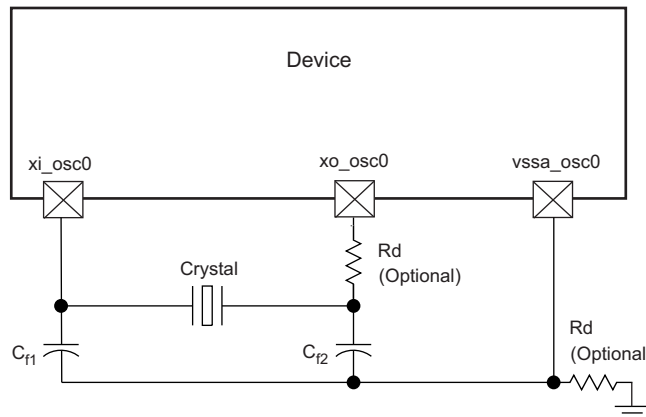 Device
xi_osc0
xo_osc0
vssa_osc0
Rd
(Optional)
Crystal
Rd
(Optional
Cf1
Cf2